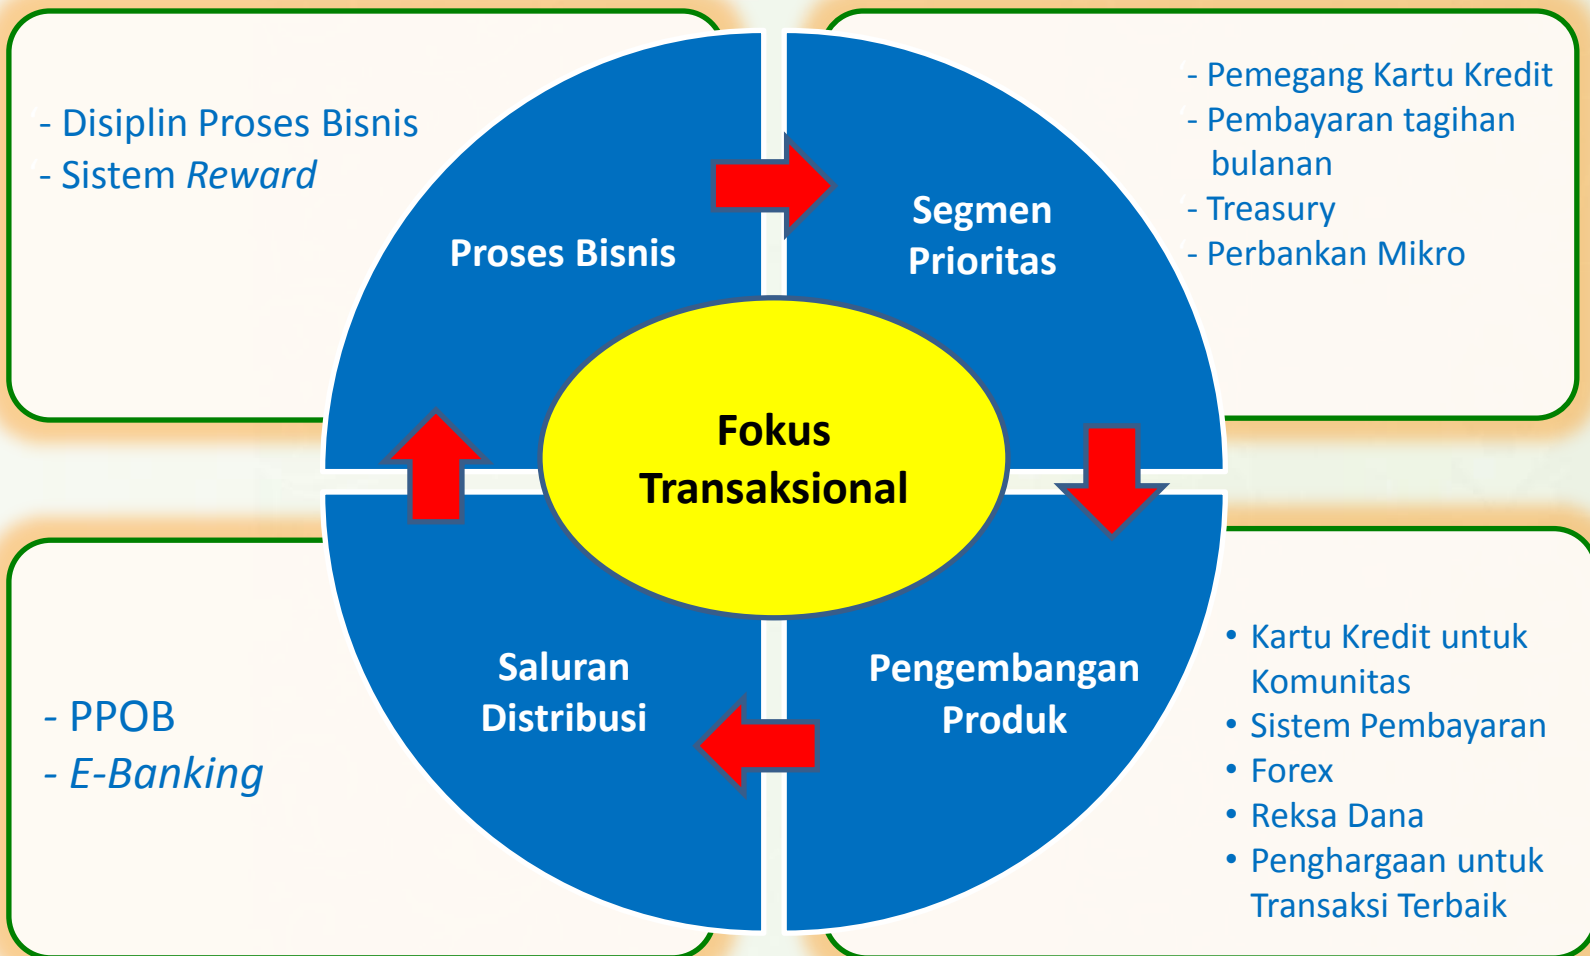 - Disiplin Proses Bisnis
- Sistem Reward
Proses Bisnis
Segmen
Prioritas
- Pemegang Kartu Kredit
- Pembayaran tagihan
bulanan
- Treasury
- Perbankan Mikro
Fokus
Transaksional
- PPOB
- E-Banking
Saluran
Distribusi
Pengembangan
Produk
• Kartu Kredit untuk
Komunitas
• Sistem Pembayaran
• Forex
• Reksa Dana
• Penghargaan untuk
Transaksi Terbaik